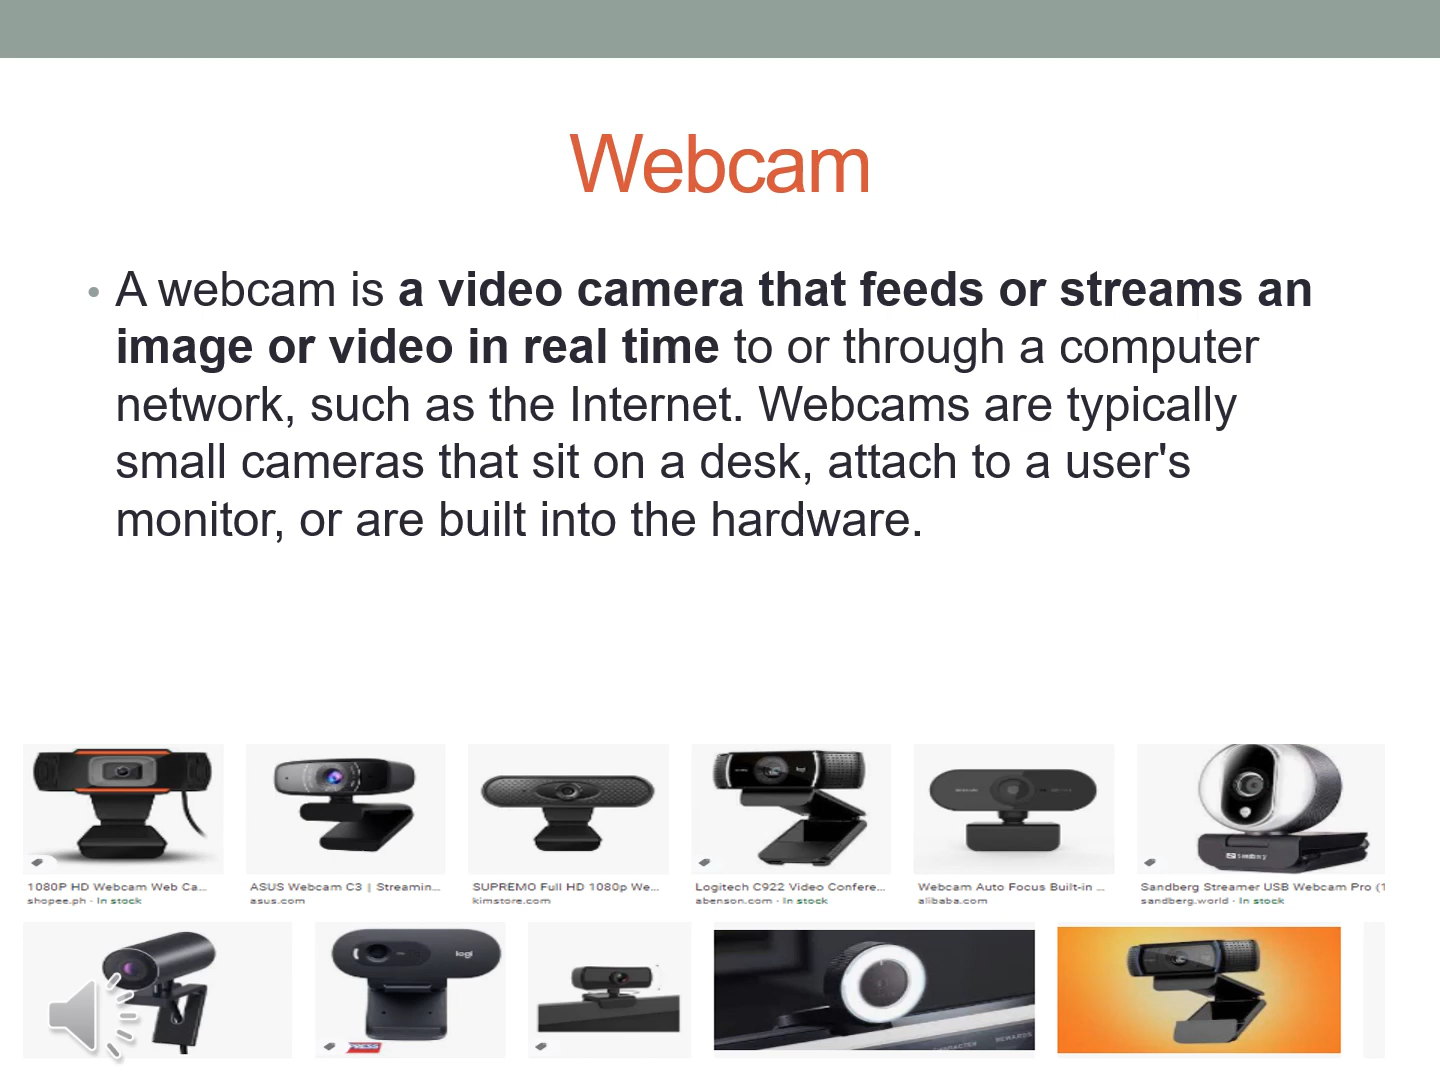 Webcam
• A webcam is a video camera that feeds or streams an
image or video in real time to or through a computer
network, such as the Internet. Webcams are typically
small cameras that sit on a desk, attach to a user's
monitor, or are built into the hardware.
1080P HD Webcam Web Ca...
shopee.ph · In stock
ASUS Webcam C3 | Streamin...
asus.com
SUPREMO Full HD 1080p We...
kimstore.com
Logitech C922 Video Confere...
abenson.com · In stock
Webcam Auto Focus Built-in ...
alibaba.com
Sandberg Streamer USB Webcam Pro (1
sandberg.world · In stock
logi
REWARDS